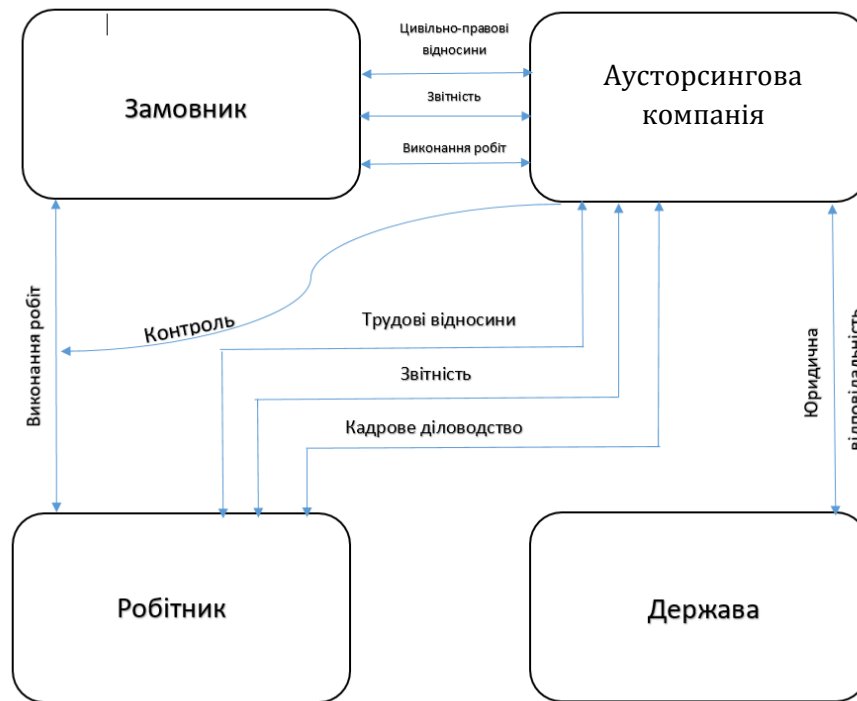 Цивільно-правові
відносини
Замовник
Звітність
Виконання робіт
Аусторсингова
компанія
Виконання робіт
Контроль
Трудові відносини
Звітність
Кадрове діловодство
Юридична
відповідальність
Робітник
Держава